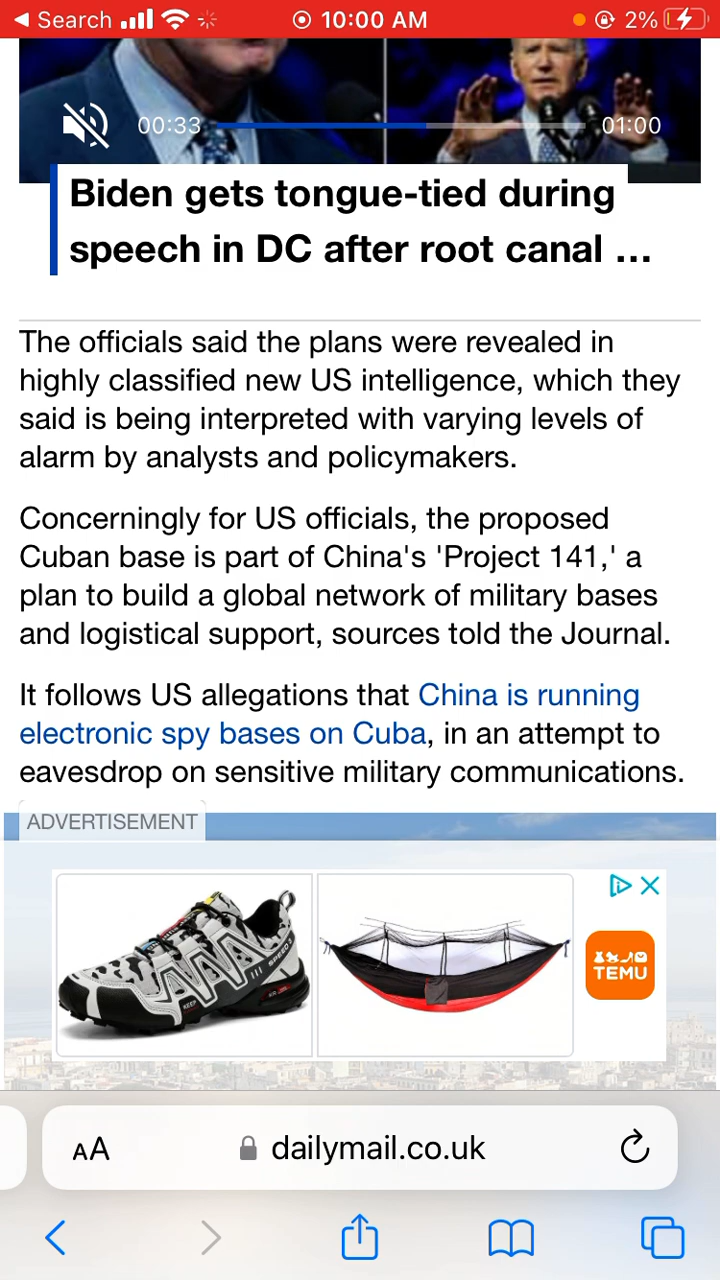 Search
10:00 AM
2%
00:33
01:00
Biden gets tongue-tied during
speech in DC after root canal ...
The officials said the plans were revealed in
highly classified new US intelligence, which they
said is being interpreted with varying levels of
alarm by analysts and policymakers.
Concerningly for US officials, the proposed
Cuban base is part of China's 'Project 141,' a
plan to build a global network of military bases
and logistical support, sources told the Journal.
It follows US allegations that China is running
electronic spy bases on Cuba, in an attempt to
eavesdrop on sensitive military communications.
ADVERTISEMENT
SPEED 3
KEEP
TEMU
AA
dailymail.co.uk